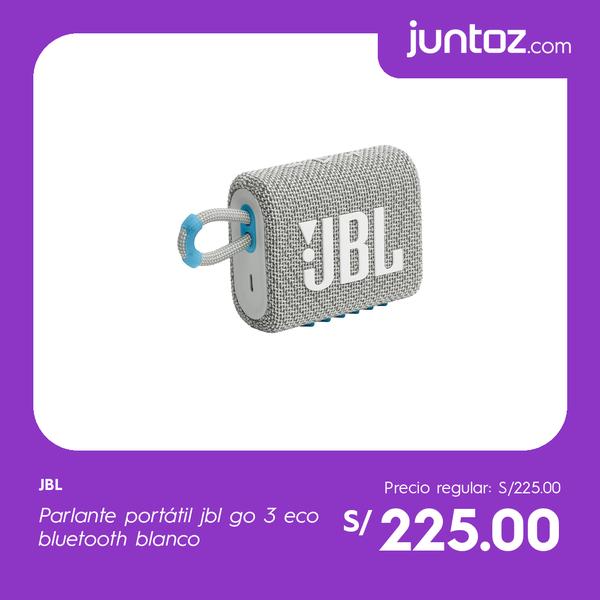 juntoz.com
JBL
JBL
Precio regular: S/225.00
Parlante portátil jbl go 3 eco
bluetooth blanco
S/225.00